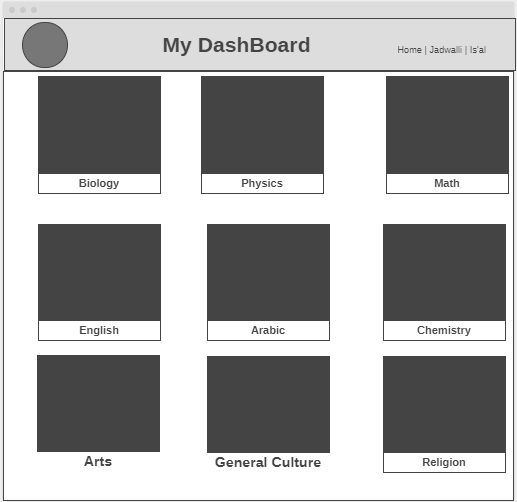 My DashBoard
Home | Jadwalli | Is'al
Biology
Physics
Math
English
Arabic
Chemistry
Arts
General Culture
Religion